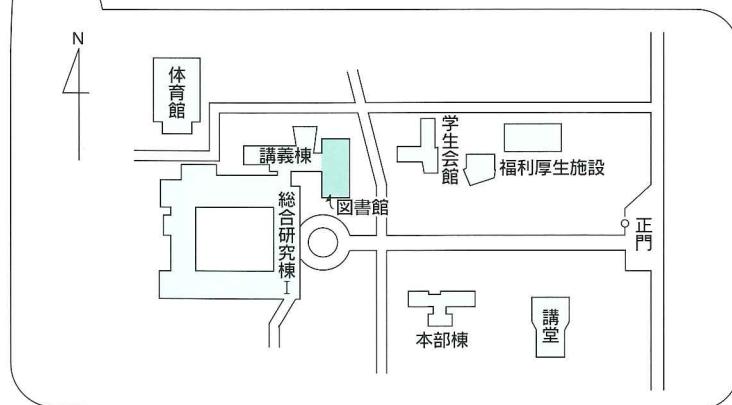 N
体育館
講義棟
学生会館
福利厚生施設
図書館
総合研究棟I
正門
本部棟
講堂